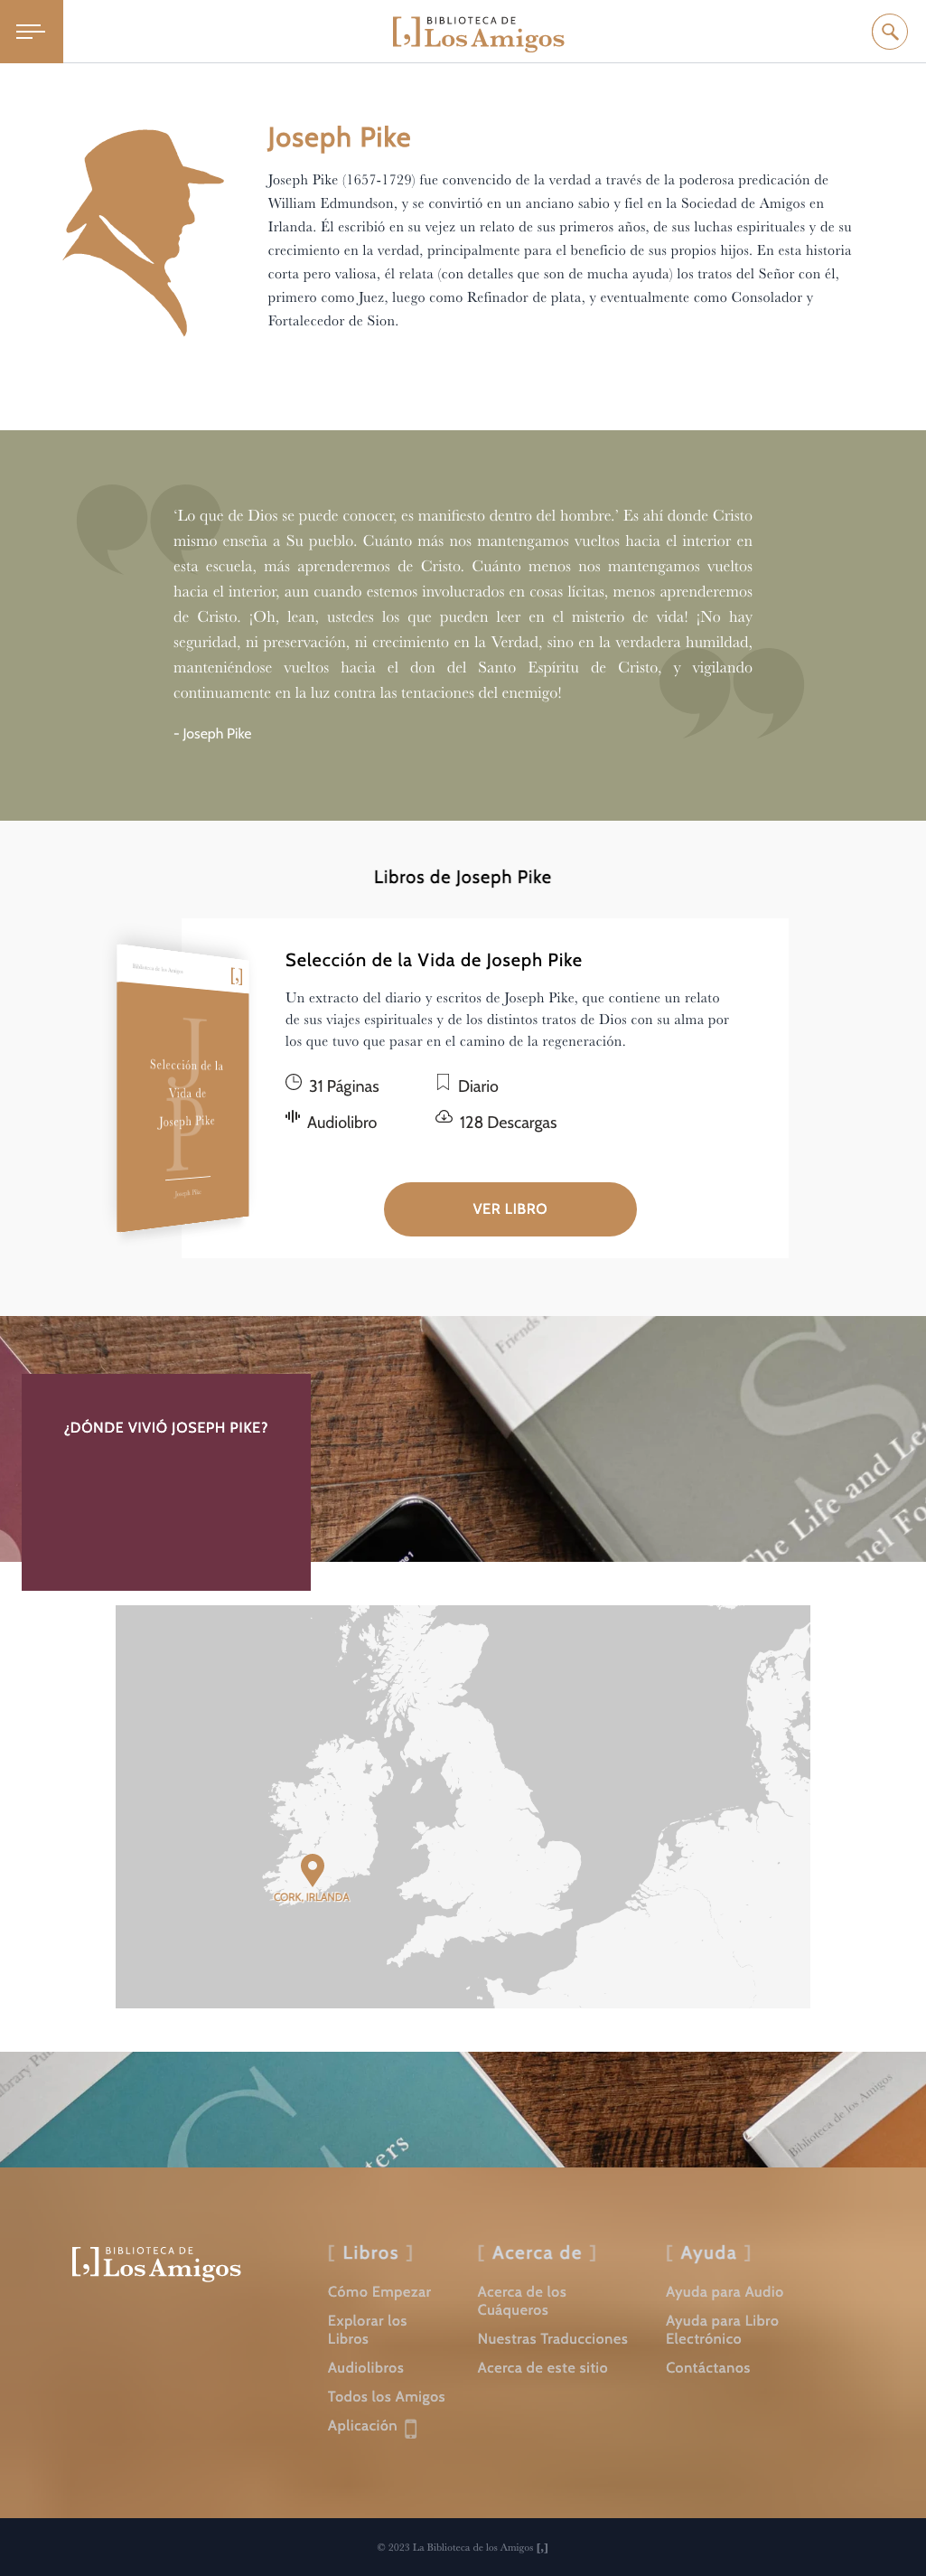 BIBLIOTECA DE
[,] Los Amigos
Joseph Pike
Joseph Pike (1657-1729) fue convencido de la verdad a través de la poderosa predicación de
William Edmundson, y se convirtió en un anciano sabio y fiel en la Sociedad de Amigos en
Irlanda. Él escribió en su vejez un relato de sus primeros años, de sus luchas espirituales y de su
crecimiento en la verdad, principalmente para el beneficio de sus propios hijos. En esta historia
corta pero valiosa, él relata (con detalles que son de mucha ayuda) los tratos del Señor con él,
primero como Juez, luego como Refinador de plata, y eventualmente como Consolador y
Fortalecedor de Sion.
‘Lo que de Dios se puede conocer, es manifiesto dentro del hombre.’ Es ahí donde Cristo
mismo enseña a Su pueblo. Cuánto más nos mantengamos vueltos hacia el interior en
esta escuela, más aprenderemos de Cristo. Cuánto menos nos mantengamos vueltos
hacia el interior, aun cuando estemos involucrados en cosas lícitas, menos aprenderemos
de Cristo. ¡Oh, lean, ustedes los que pueden leer en el misterio de vida! ¡No hay
seguridad, ni preservación, ni crecimiento en la Verdad, sino en la verdadera humildad,
manteniéndose vueltos hacia el don del Santo Espíritu de Cristo, y vigilando
continuamente en la luz contra las tentaciones del enemigo!
- Joseph Pike
Libros de Joseph Pike
Biblioteca de los Amigos [,]
J P
Selección de la
Vida de
Joseph Pike
Joseph Pike
Selección de la Vida de Joseph Pike
Un extracto del diario y escritos de Joseph Pike, que contiene un relato
de sus viajes espirituales y de los distintos tratos de Dios con su alma por
los que tuvo que pasar en el camino de la regeneración.
31 Páginas
Diario
Audiolibro
128 Descargas
VER LIBRO
Friends
S
The Life and Let
uel Fo
¿DÓNDE VIVIÓ JOSEPH PIKE?
CORK, IRLANDA
ibrary Pu
C
ters
Biblioteca de los Amigos
BIBLIOTECA DE
[,] Los Amigos
[ Libros ]
Cómo Empezar
Explorar los
Libros
Audiolibros
Todos los Amigos
Aplicación
[ Acerca de ]
Acerca de los
Cuáqueros
Nuestras Traducciones
Acerca de este sitio
[ Ayuda ]
Ayuda para Audio
Ayuda para Libro
Electrónico
Contáctanos
© 2023 La Biblioteca de los Amigos [,]